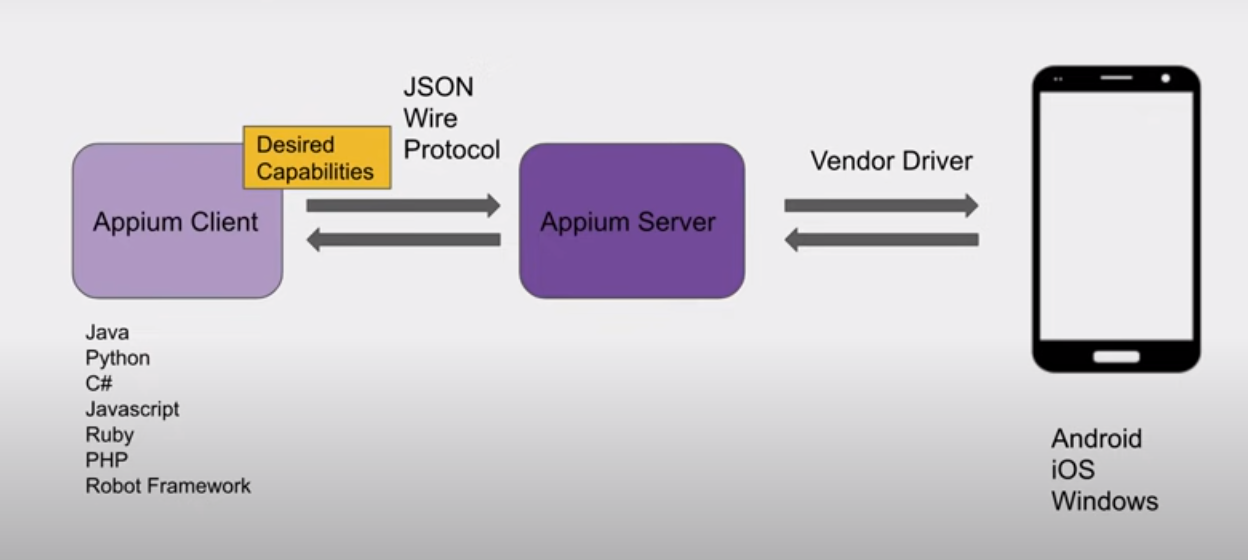 JSON
Wire
Protocol
Desired
Capabilities
Appium Client
Appium Server
Vendor Driver
Java
Python
C#
Javascript
Ruby
PHP
Robot Framework
Android
iOS
Windows